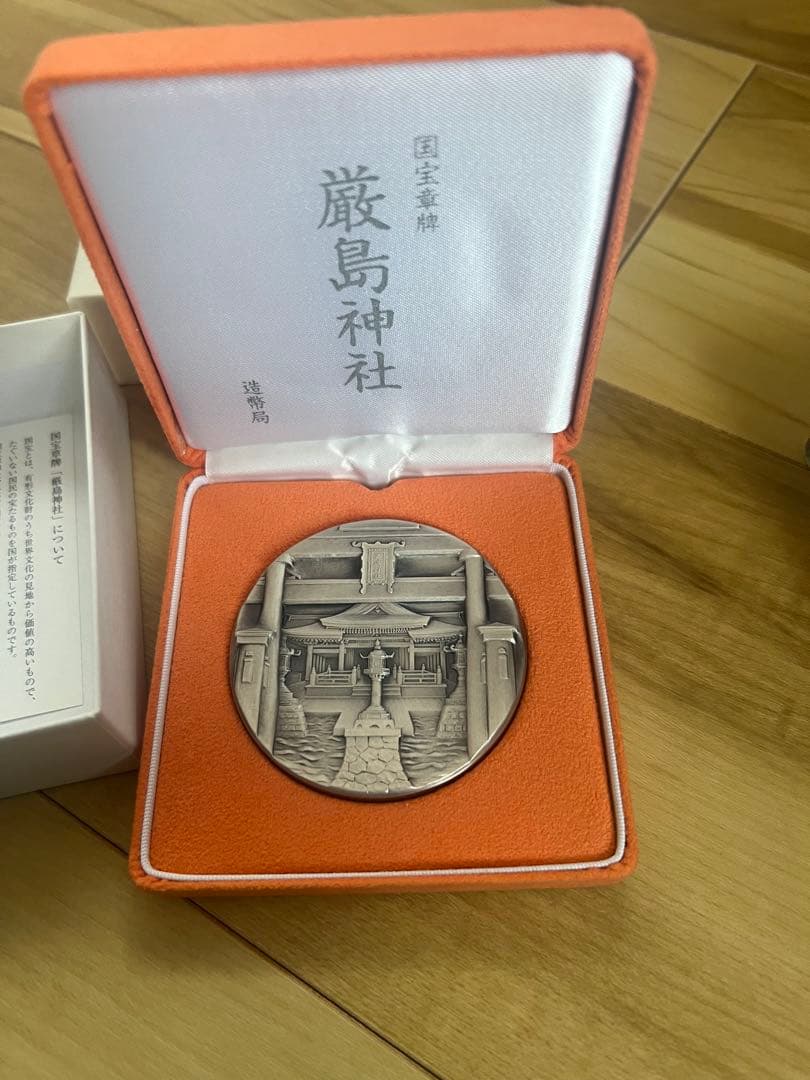 国宝章牌
厳島神社
造幣局
国宝章牌「厳島神社」について
国宝とは、有形文化財のうち世界文化の見地から価値の高いもので、
たぐいない国民の宝たるものを国が指定しているものです。